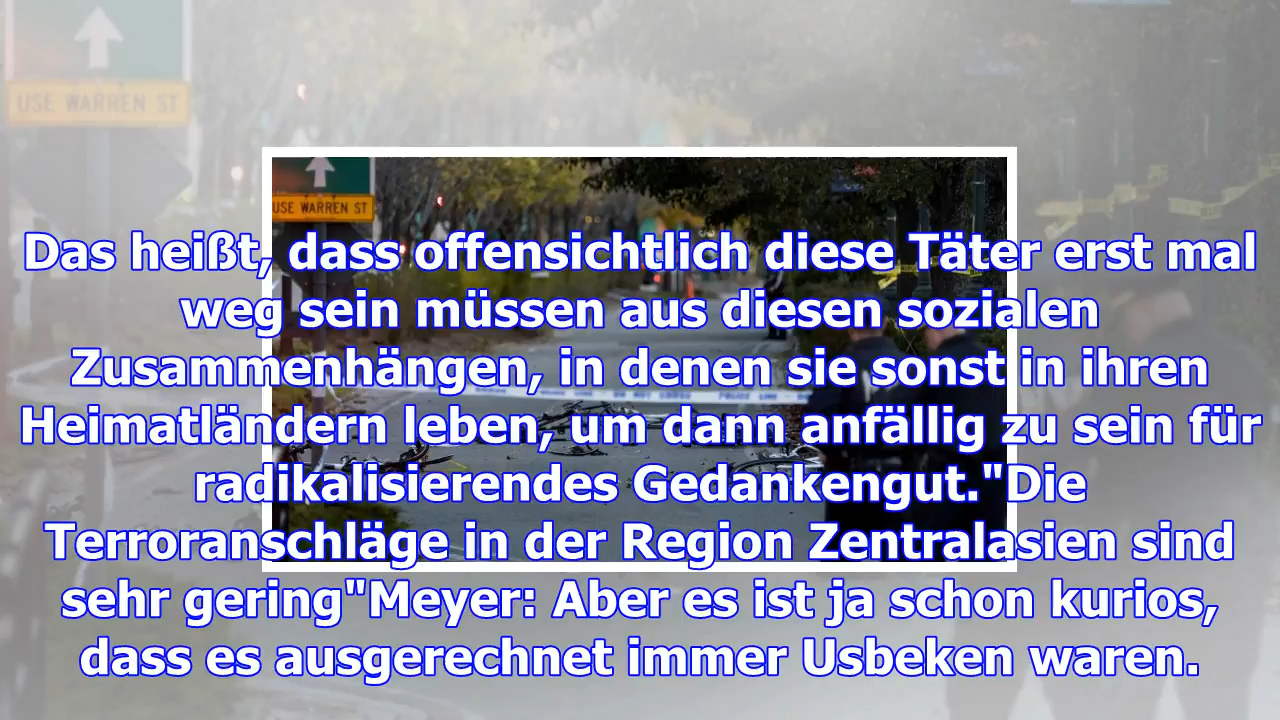 USE WARREN ST
USE WARREN ST
Das heißt, dass offensichtlich diese Täter erst mal
weg sein müssen aus diesen sozialen
Zusammenhängen, in denen sie sonst in ihren
Heimatländern leben, um dann anfällig zu sein für
radikalisierendes Gedankengut."Die
Terroranschläge in der Region Zentralasien sind
sehr gering"Meyer: Aber es ist ja schon kurios,
dass es ausgerechnet immer Usbeken waren.